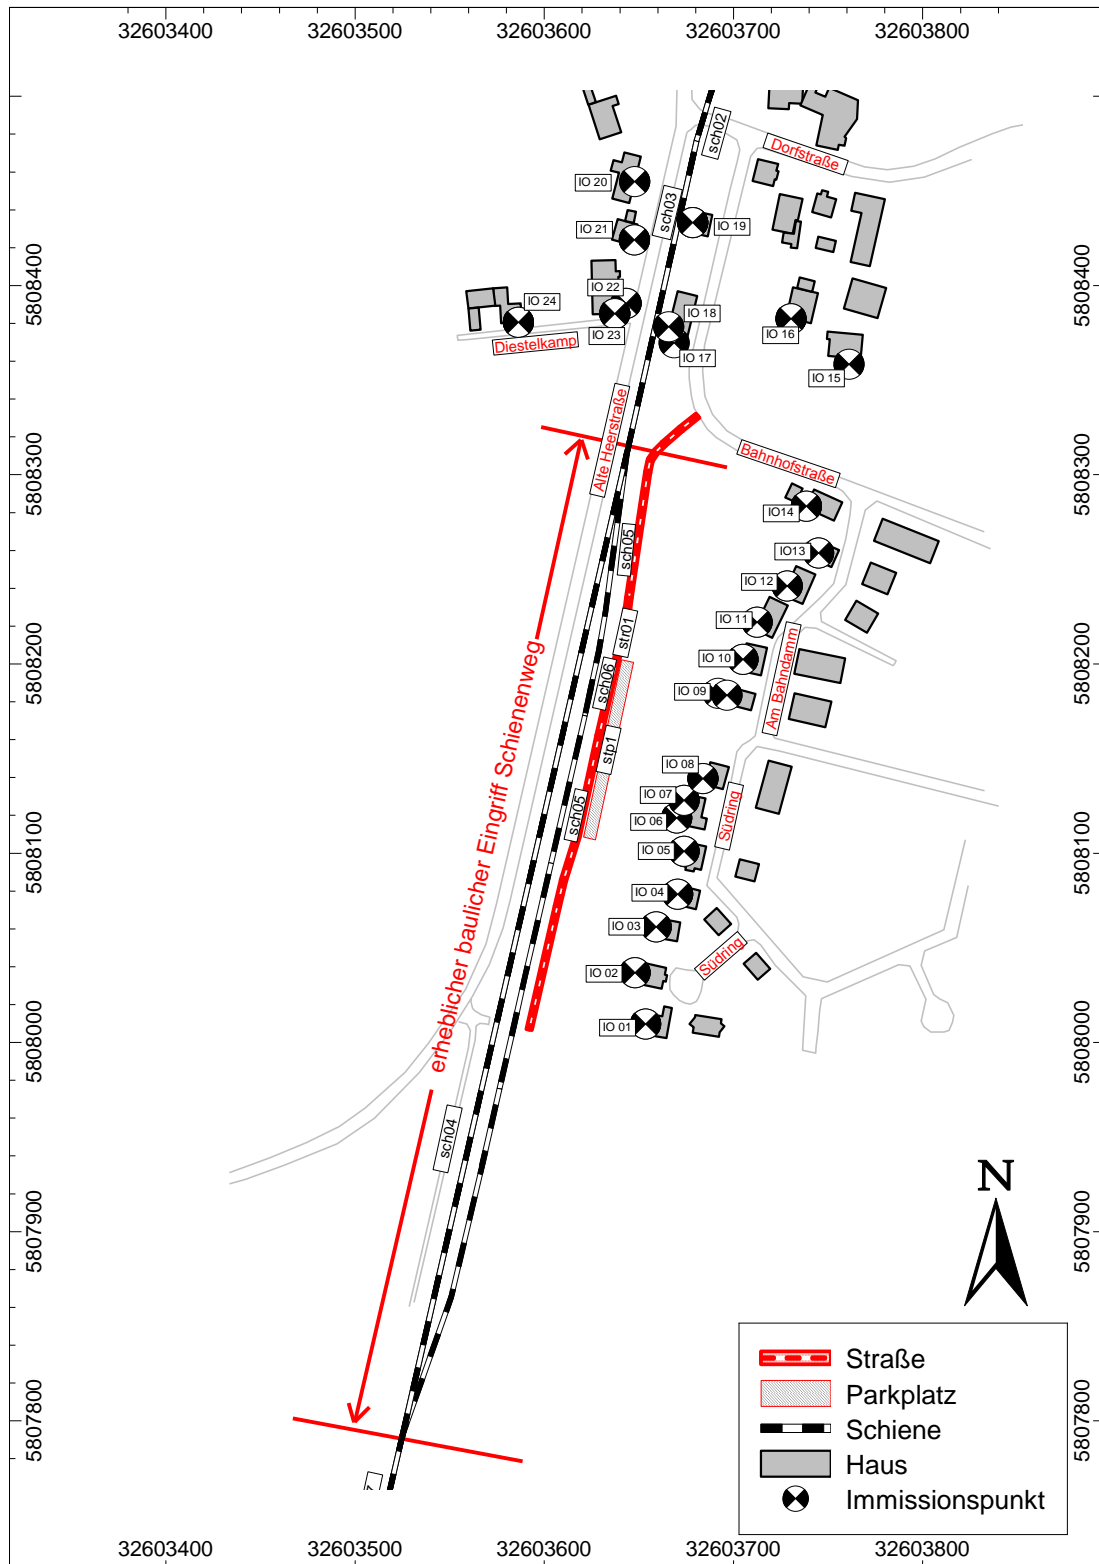 32603400 32603500 32603600 32603700 32603800
sch02
Dorfstraße
IO 20
sch03
IO 21
IO 19
5808400
5808400
IO 22
IO 24
IO 18
IO 23
IO 16
Diestelkamp
IO 17
IO 15
Alte Heerstraße
Bahnhofstraße
5808300
5808300
IO14
sch05
IO13
IO 12
IO 11
str01
5808200
5808200
IO 10
sch06
IO 09
Am Bahndamm
stp1
IO 08
IO 07
sch05
IO 06
Südring
erheblicher baulicher Eingriff Schienenweg
IO 05
5808100
5808100
IO 04
IO 03
Südring
IO 02
IO 01
5808000
5808000
sch04
N
5807900
5807900
Straße
Parkplatz
Schiene
Haus
Immissionspunkt
5807800
5807800
32603400 32603500 32603600 32603700 32603800